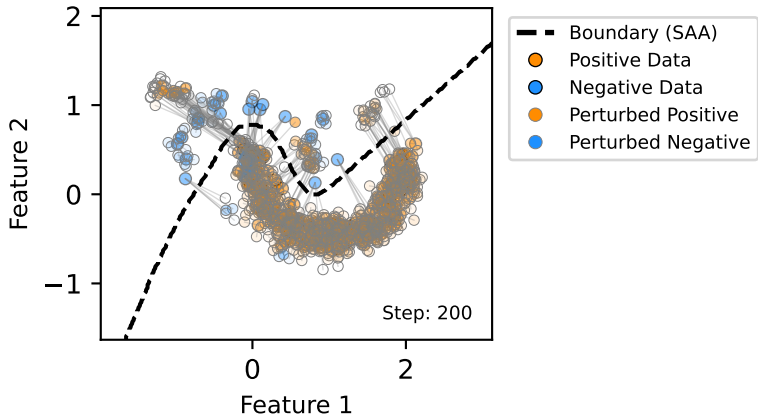 2
1
0
−1
Feature 2
0
2
Feature 1
Step: 200
Boundary (SAA)
Positive Data
Negative Data
Perturbed Positive
Perturbed Negative